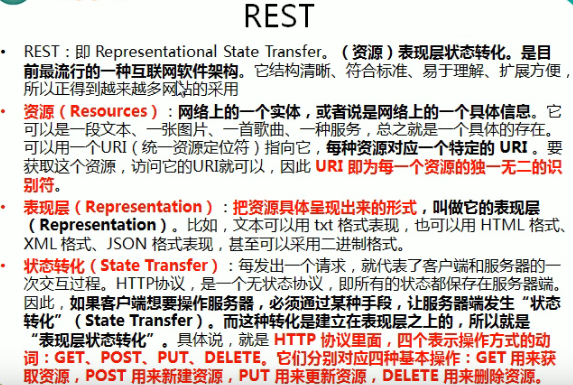 REST
• REST：即 Representational State Transfer。（资源）表现层状态转化。是目
前最流行的一种互联网软件架构。它结构清晰、符合标准、易于理解、扩展方便，
所以正得到越来越多网站的采用
• 资源（Resources）：网络上的一个实体，或者说是网络上的一个具体信息。它
可以是一段文本、一张图片、一首歌曲、一种服务，总之就是一个具体的存在。
可以用一个URI（统一资源定位符）指向它，每种资源对应一个特定的 URI 。要
获取这个资源，访问它的URI就可以，因此 URI 即为每一个资源的独一无二的识
别符。
• 表现层（Representation）：把资源具体呈现出来的形式，叫做它的表现层
（Representation）。比如，文本可以用 txt 格式表现，也可以用 HTML 格式、
XML 格式、JSON 格式表现，甚至可以采用二进制格式。
• 状态转化（State Transfer）：每发出一个请求，就代表了客户端和服务器的一
次交互过程。HTTP协议，是一个无状态协议，即所有的状态都保存在服务器端。
因此，如果客户端想要操作服务器，必须通过某种手段，让服务器端发生“状态
转化”（State Transfer）。而这种转化是建立在表现层之上的，所以就是
“表现层状态转化”。具体说，就是 HTTP 协议里面，四个表示操作方式的动
词：GET、POST、PUT、DELETE。它们分别对应四种基本操作：GET 用来获
取资源，POST 用来新建资源，PUT 用来更新资源，DELETE 用来删除资源。